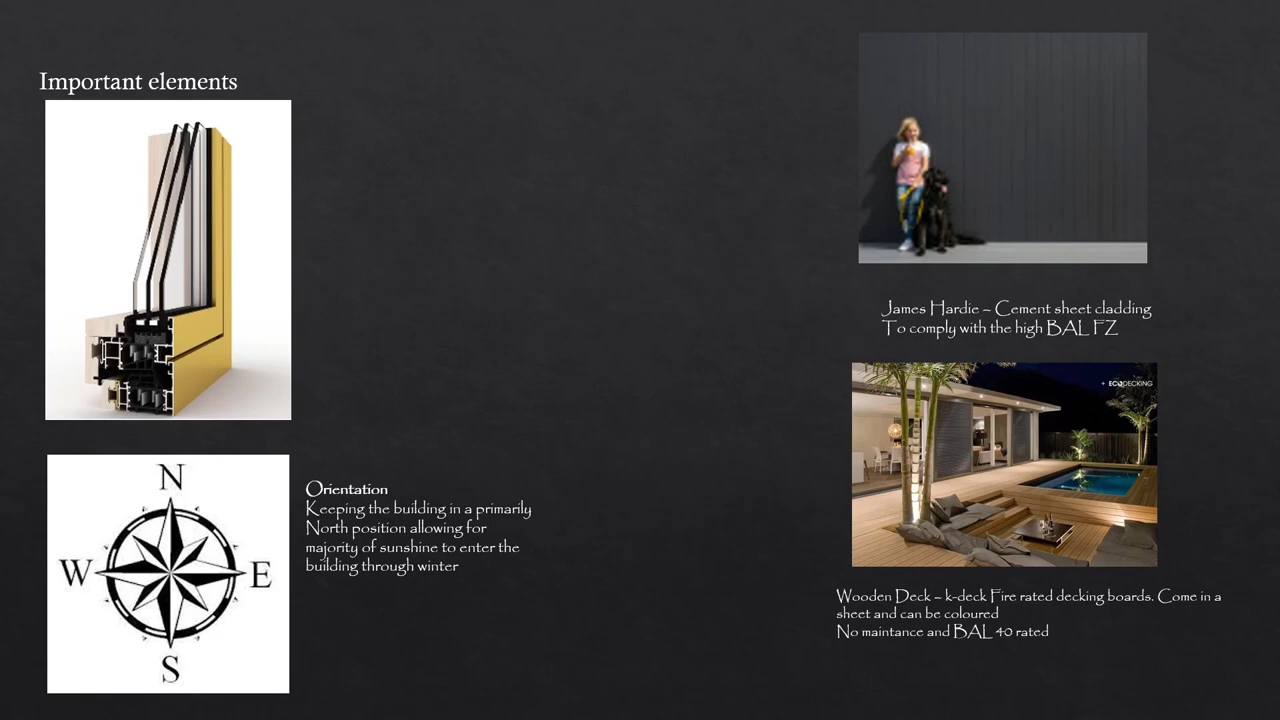 Important elements
N
W
E
S
Orientation
Keeping the building in a primarily
North position allowing for
majority of sunshine to enter the
building through winter
James Hardie – Cement sheet cladding
To comply with the high BAL FZ
+ ECODECKING
Wooden Deck – k-deck Fire rated decking boards. Come in a
sheet and can be coloured
No maintance and BAL 40 rated